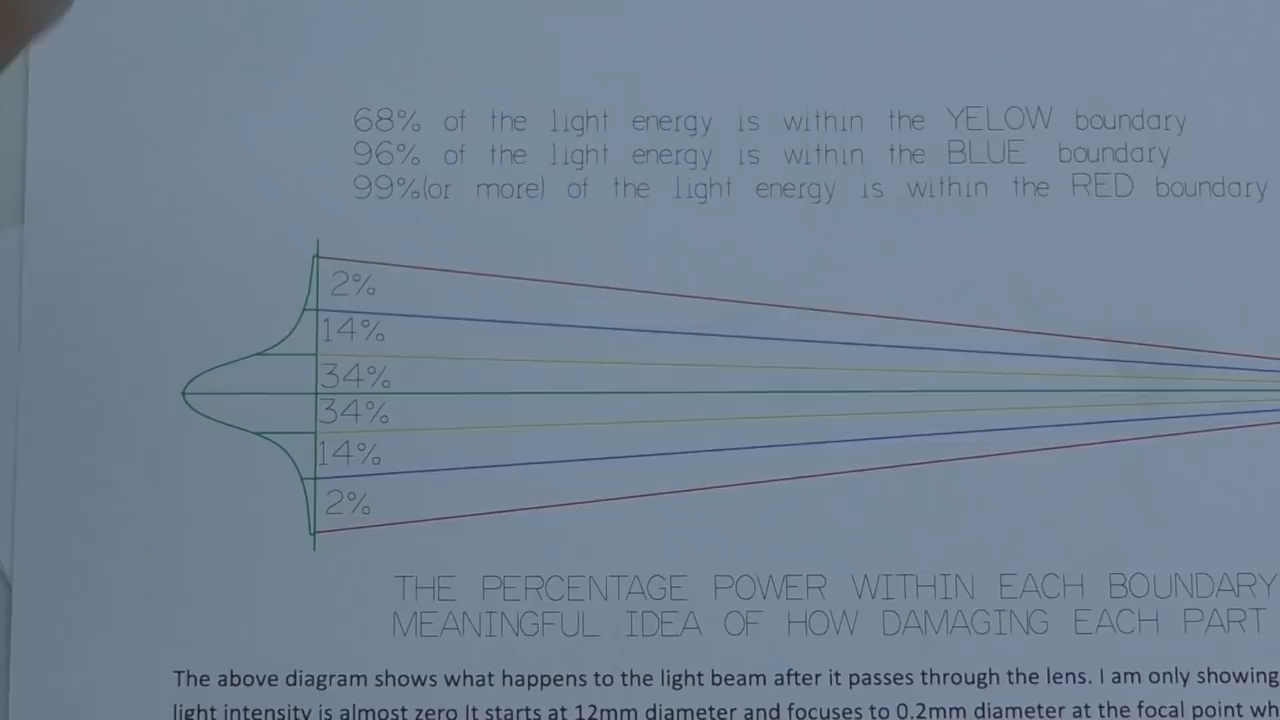 68% of the light energy is within the YELOW boundary
96% of the light energy is within the BLUE boundary
99%(or more) of the light energy is within the RED boundary
2%
14%
34%
34%
14%
2%
THE PERCENTAGE POWER WITHIN EACH BOUNDARY
MEANINGFUL IDEA OF HOW DAMAGING EACH PART
The above diagram shows what happens to the light beam after it passes through the lens. I am only showing
light intensity is almost zero It starts at 12mm diameter and focuses to 0.2mm diameter at the focal point wh